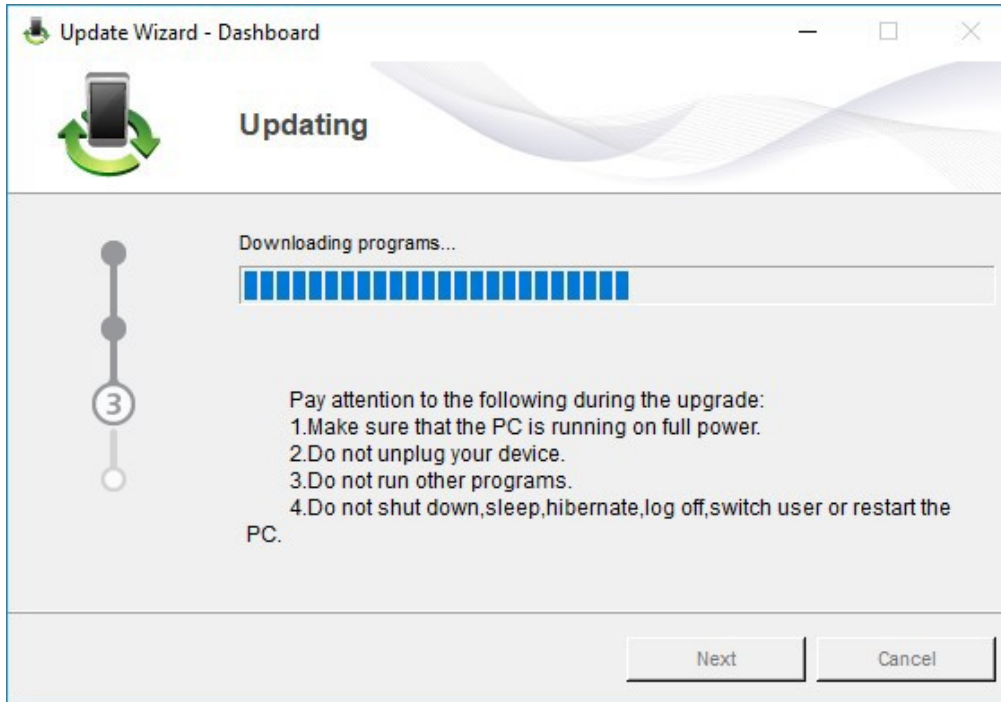 Update Wizard - Dashboard
Updating
Downloading programs...
3
Pay attention to the following during the upgrade:
1.Make sure that the PC is running on full power.
2.Do not unplug your device.
3.Do not run other programs.
4.Do not shut down,sleep,hibernate,log off,switch user or restart the
PC.
Next
Cancel